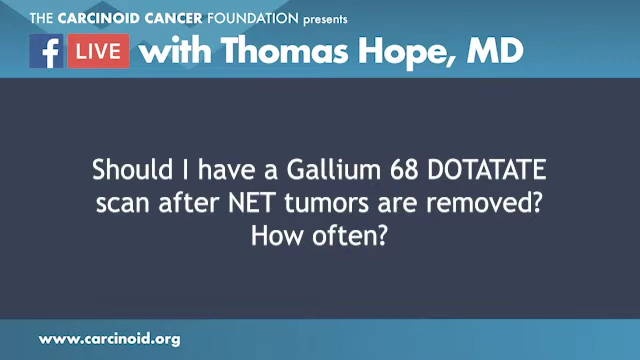 THE CARCINOID CANCER FOUNDATION presents
f LIVE with Thomas Hope, MD
Should I have a Gallium 68 DOTATATE
scan after NET tumors are removed?
How often?
www.carcinoid.org